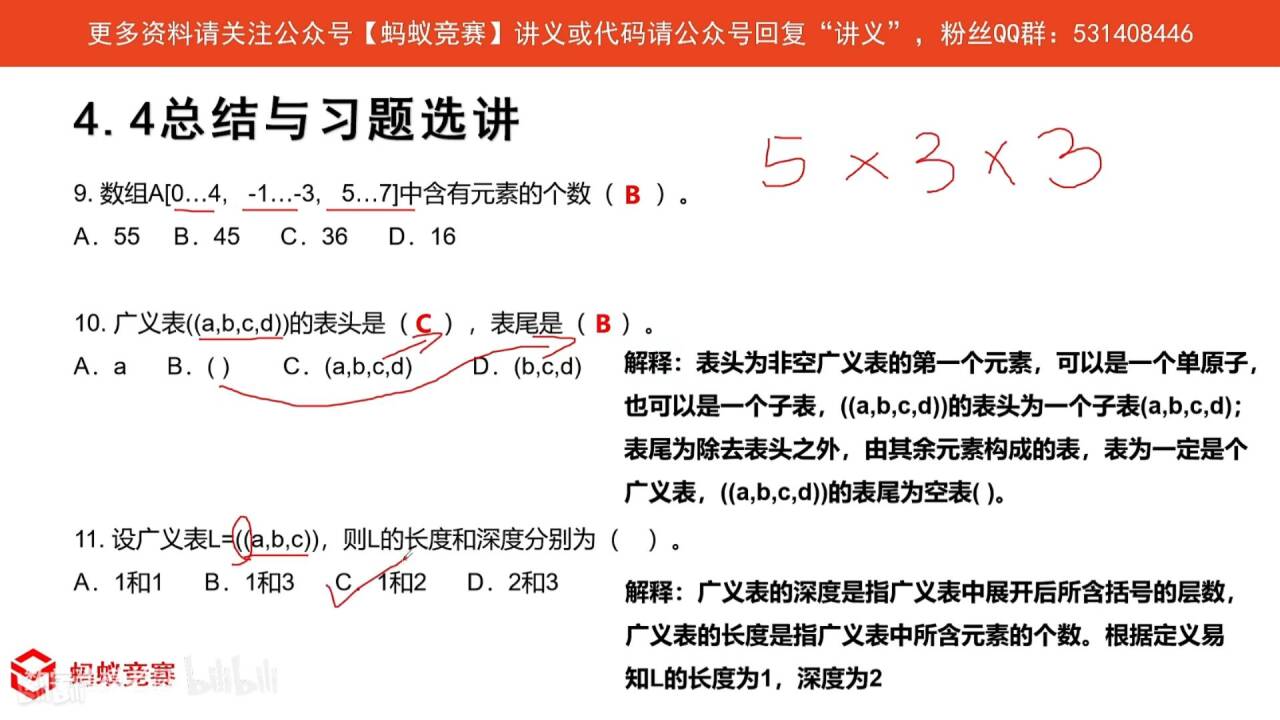 更多资料请关注公众号【蚂蚁竞赛】讲义或代码请公众号回复“讲义”，粉丝QQ群：531408446
4.4总结与习题选讲
5×3×3
9. 数组A[0…4, -1…-3, 5…7]中含有元素的个数（ B ）。
A．55 B．45 C．36 D．16
10. 广义表((a,b,c,d))的表头是（ C ），表尾是（ B ）。
A．a B．( ) C．(a,b,c,d) D．(b,c,d)
解释：表头为非空广义表的第一个元素，可以是一个单原子，
也可以是一个子表，((a,b,c,d))的表头为一个子表(a,b,c,d)；
表尾为除去表头之外，由其余元素构成的表，表为一定是个
广义表，((a,b,c,d))的表尾为空表( )。
11. 设广义表L=((a,b,c))，则L的长度和深度分别为（ ）。
A．1和1 B．1和3 C．1和2 D．2和3
解释：广义表的深度是指广义表中展开后所含括号的层数，
广义表的长度是指广义表中所含元素的个数。根据定义易
知L的长度为1，深度为2
蚂蚁竞赛
bilibili